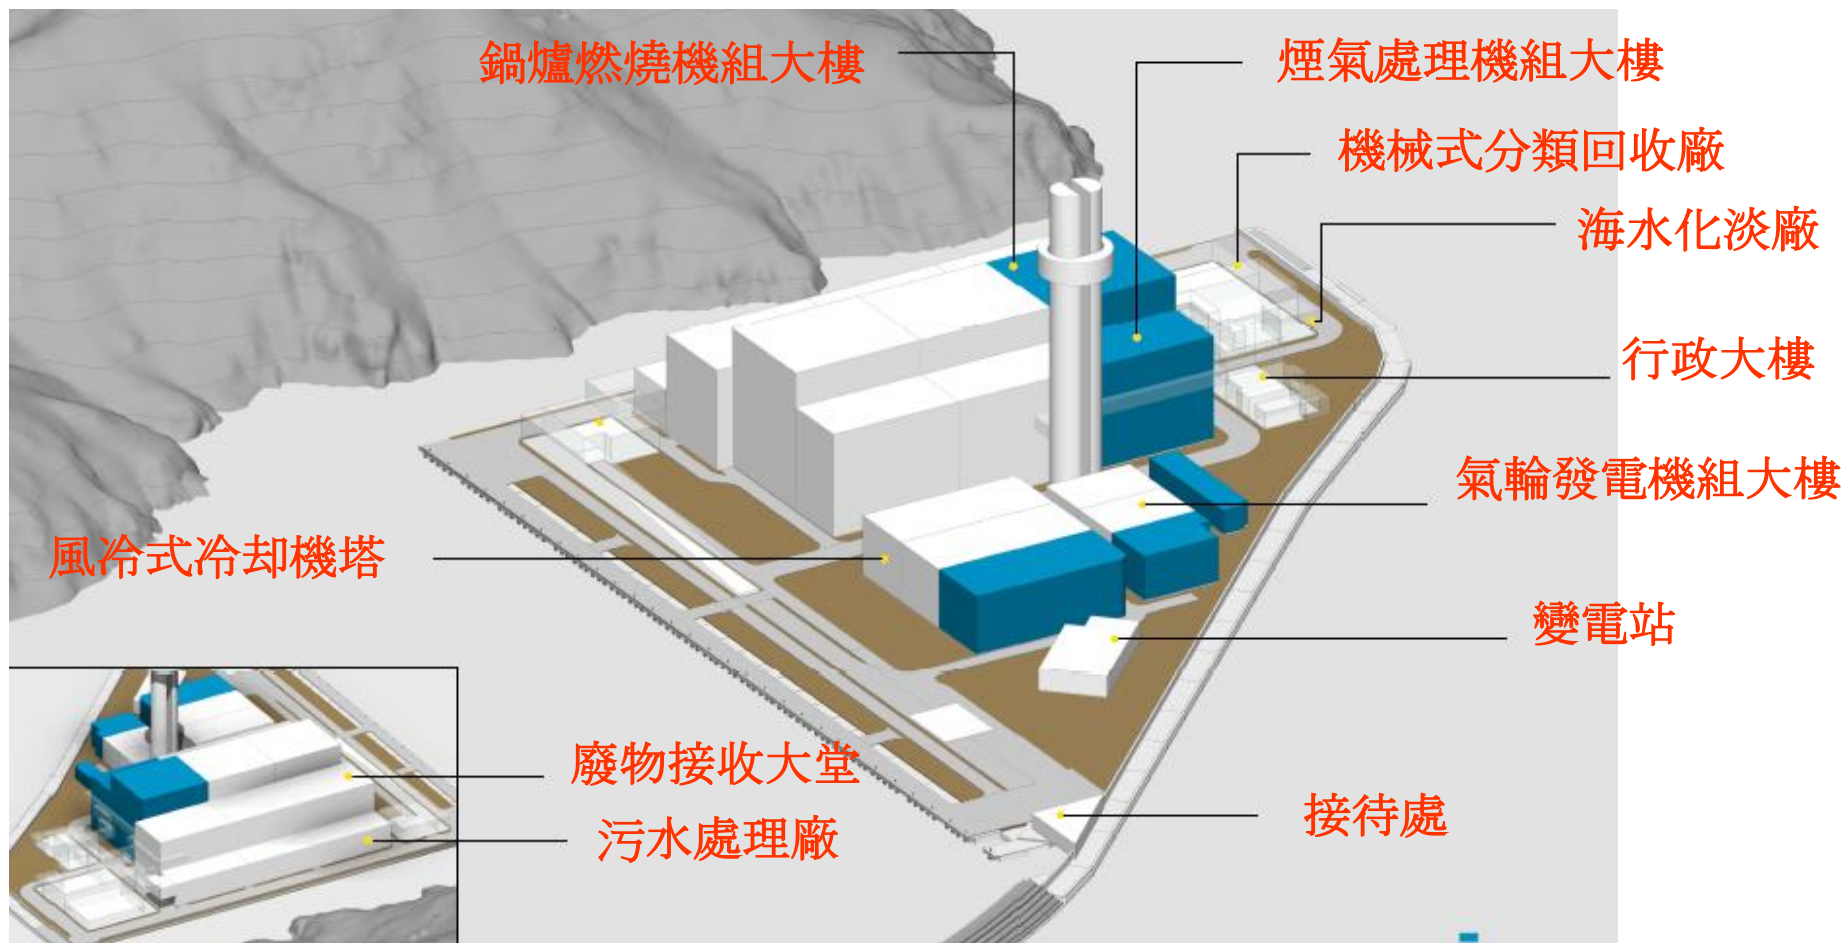 鍋爐燃燒機組大樓
煙氣處理機組大樓
機械式分類回收廠
海水化淡廠
行政大樓
氣輪發電機組大樓
風冷式冷却機塔
變電站
廢物接收大堂
接待處
污水處理廠